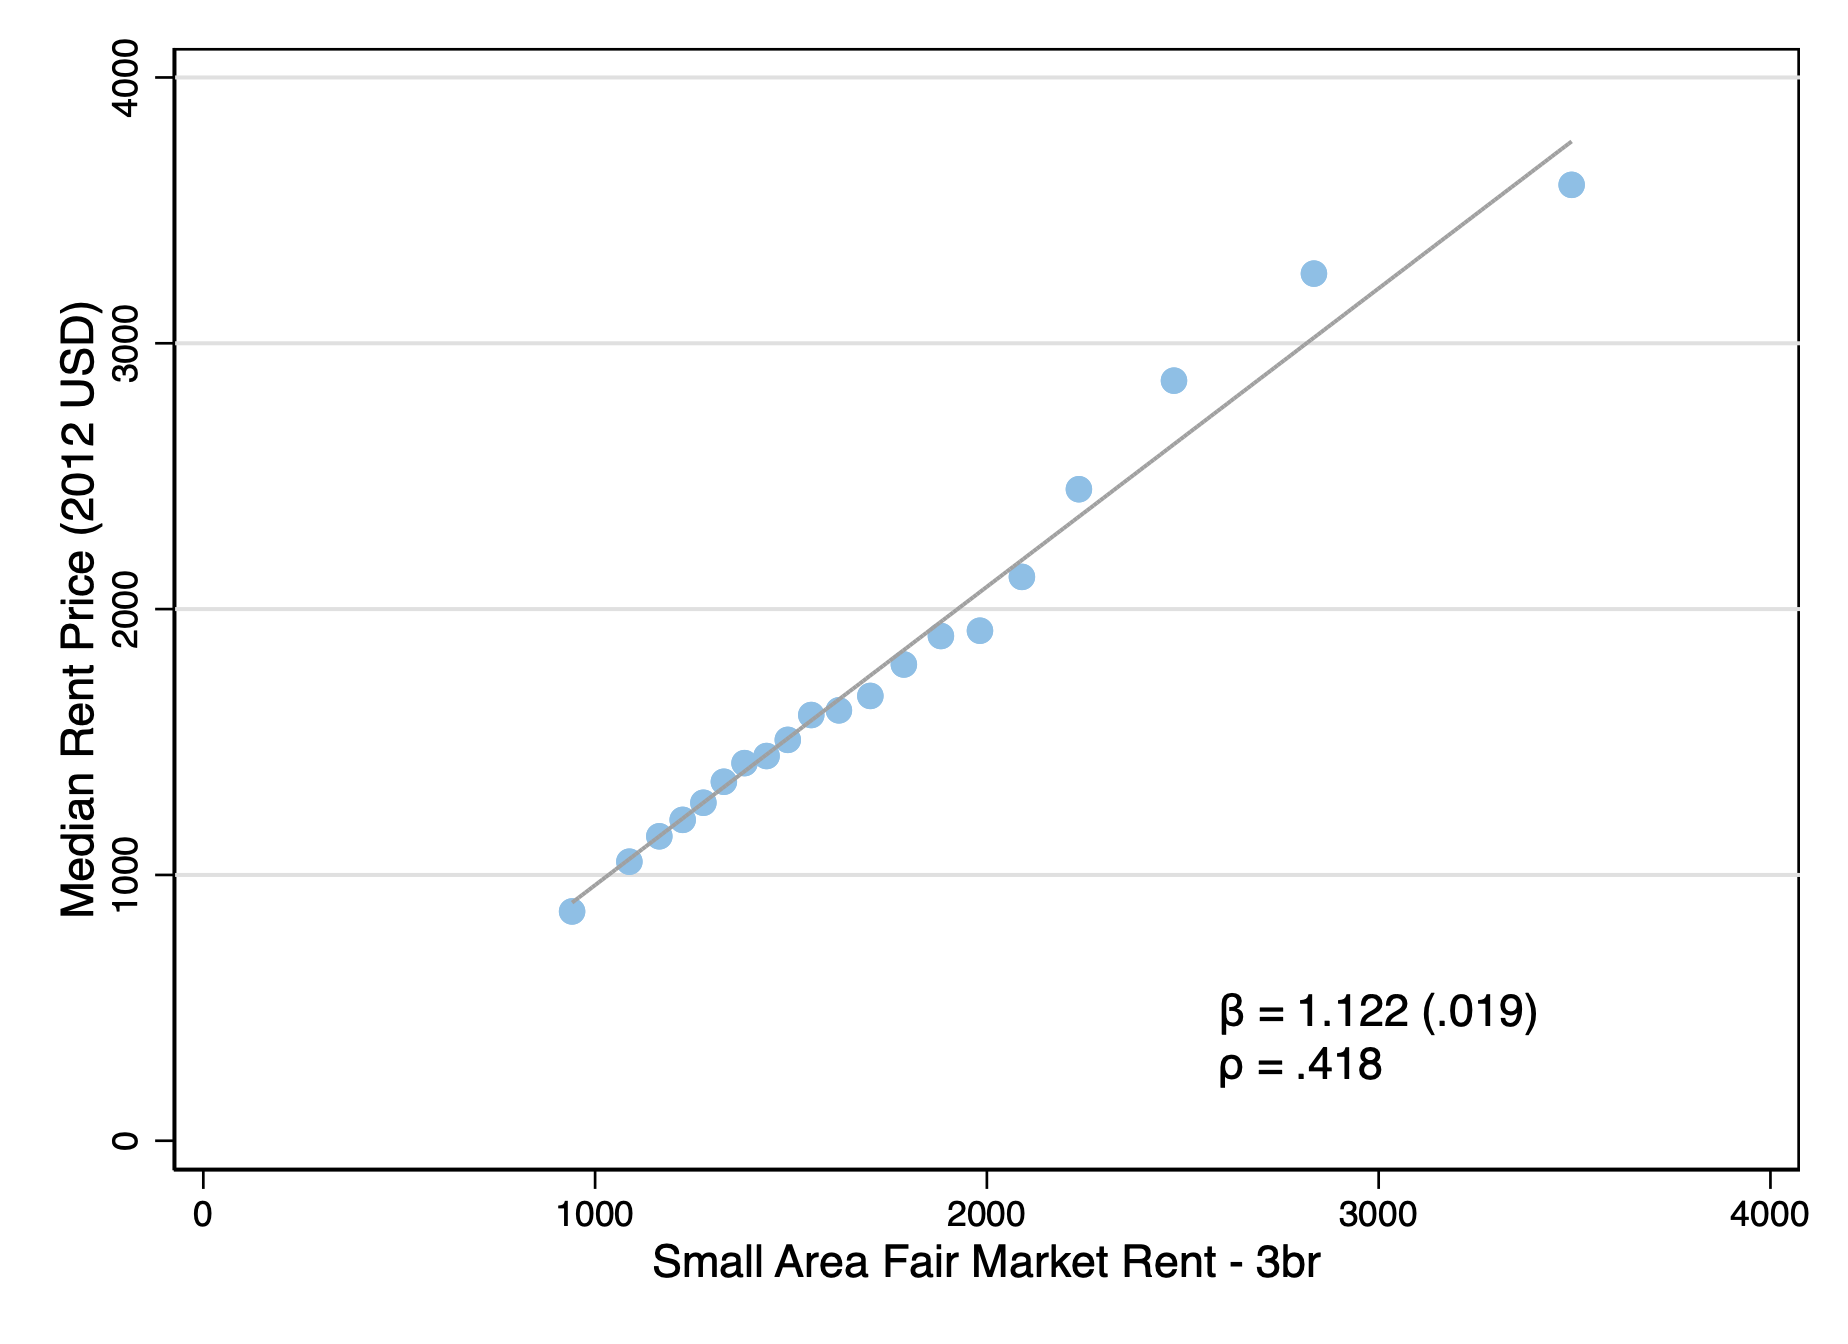 4000
3000
2000
1000
0
Median Rent Price (2012 USD)
β = 1.122 (.019)
ρ = .418
0 1000 2000 3000 4000
Small Area Fair Market Rent - 3br